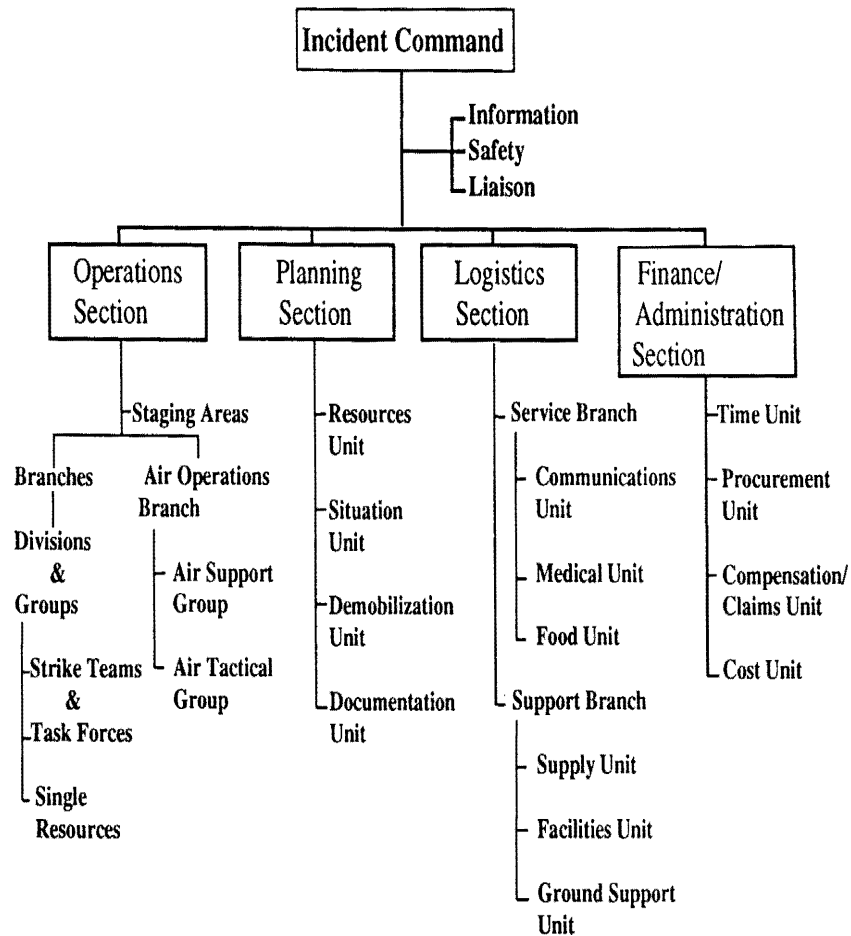 Incident Command
Information
Safety
Liaison
Operations
Section
Planning
Section
Logistics
Section
Finance/
Administration
Section
Staging Areas
Branches
Air Operations
Branch
Divisions
&
Groups
Air Support
Group
Strike Teams
&
Task Forces
Air Tactical
Group
Single
Resources
Resources
Unit
Situation
Unit
Demobilization
Unit
Documentation
Unit
Service Branch
Communications
Unit
Medical Unit
Food Unit
Support Branch
Supply Unit
Facilities Unit
Ground Support
Unit
Time Unit
Procurement
Unit
Compensation/
Claims Unit
Cost Unit